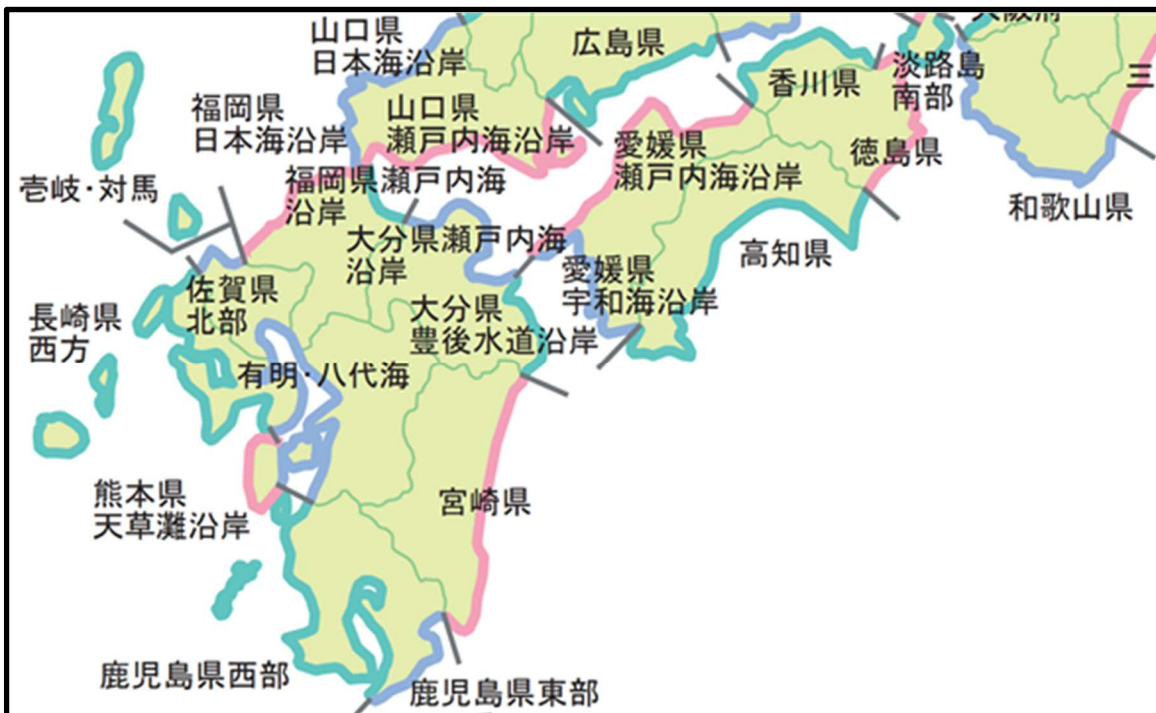 大阪府
山口県
日本海沿岸
広島県
香川県
淡路島
南部
三
福岡県
日本海沿岸
山口県
瀬戸内海沿岸
愛媛県
瀬戸内海沿岸
徳島県
壱岐・対馬
福岡県瀬戸内海
沿岸
和歌山県
大分県瀬戸内海
沿岸
高知県
愛媛県
宇和海沿岸
佐賀県
北部
長崎県
西方
大分県
豊後水道沿岸
有明・八代海
熊本県
天草灘沿岸
宮崎県
鹿児島県西部
鹿児島県東部